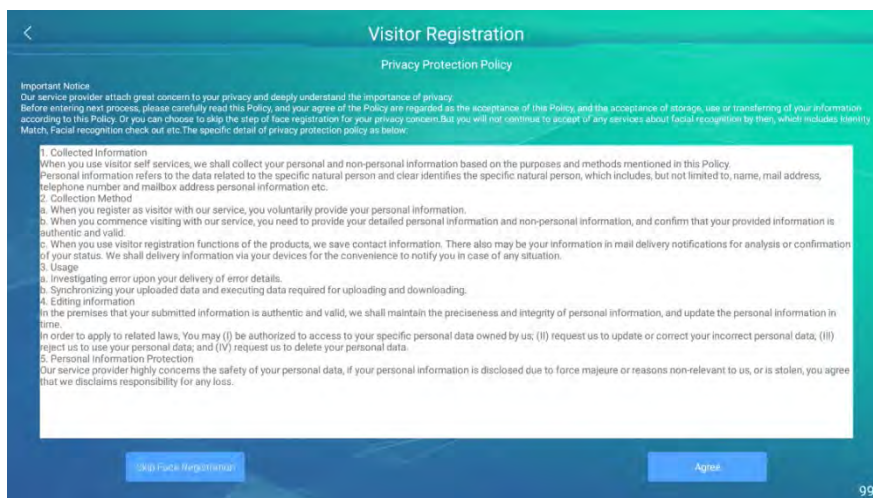 Visitor Registration
Privacy Protection Policy
Important Notice
Our service provider attach great concern to your privacy and deeply understand the importance of privacy
Before entering next process, please carefully read this Policy, and your agree of the Policy are regarded as the acceptance of this Policy, and the acceptance of storage, use or transferring of your information
according to this Policy. Or you can choose to skip the step of face registration for your privacy concern.But you will not continue to accept of any services about facial recognition by then, which includes Identity
Match, Facial recognition check out etc.The specific detail of privacy protection policy as below:
1. Collected Information
When you use visitor self services, we shall collect your personal and non-personal information based on the purposes and methods mentioned in this Policy.
Personal information refers to the data related to the specific natural person and clear identifies the specific natural person, which includes, but not limited to, name, mail address,
telephone number and mailbox address personal information etc.
2. Collection Method
a. When you register as visitor with our service, you voluntarily provide your personal information.
b. When you commence visiting with our service, you need to provide your detailed personal information and non-personal information, and confirm that your provided information is
authentic and valid.
c. When you use visitor registration functions of the products, we save contact information. There also may be your information in mail delivery notifications for analysis or confirmation
of your status. We shall delivery information via your devices for the convenience to notify you in case of any situation.
3. Usage
a. Investigating error upon your delivery of error details.
b. Synchronizing your uploaded data and executing data required for uploading and downloading.
4. Editing information
In the premises that your submitted information is authentic and valid, we shall maintain the preciseness and integrity of personal information, and update the personal information in
time.
In order to apply to related laws, You may (I) be authorized to access to your specific personal data owned by us; (II) request us to update or correct your incorrect personal data; (III)
reject us to use your personal data; and (IV) request us to delete your personal data.
5. Personal Information Protection
Our service provider highly concerns the safety of your personal data, if your personal information is disclosed due to force majeure or reasons non-relevant to us, or is stolen, you agree
that we disclaims responsibility for any loss.
Skip Face Registration
Agree
99